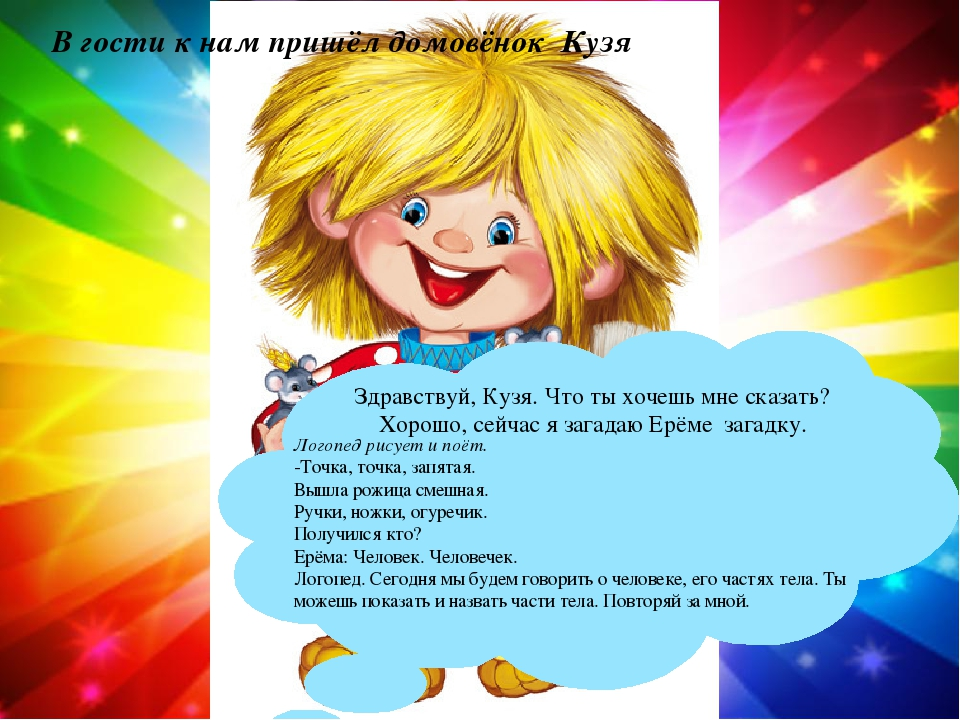 В гости к нам пришёл домовёнок Кузя
Здравствуй, Кузя. Что ты хочешь мне сказать?
Хорошо, сейчас я загадаю Ерёме загадку.
Логопед рисует и поёт.
-Точка, точка, запятая.
Вышла рожица смешная.
Ручки, ножки, огуречик.
Получился кто?
Ерёма: Человек. Человечек.
Логопед. Сегодня мы будем говорить о человеке, его частях тела. Ты
можешь показать и назвать части тела. Повторяй за мной.